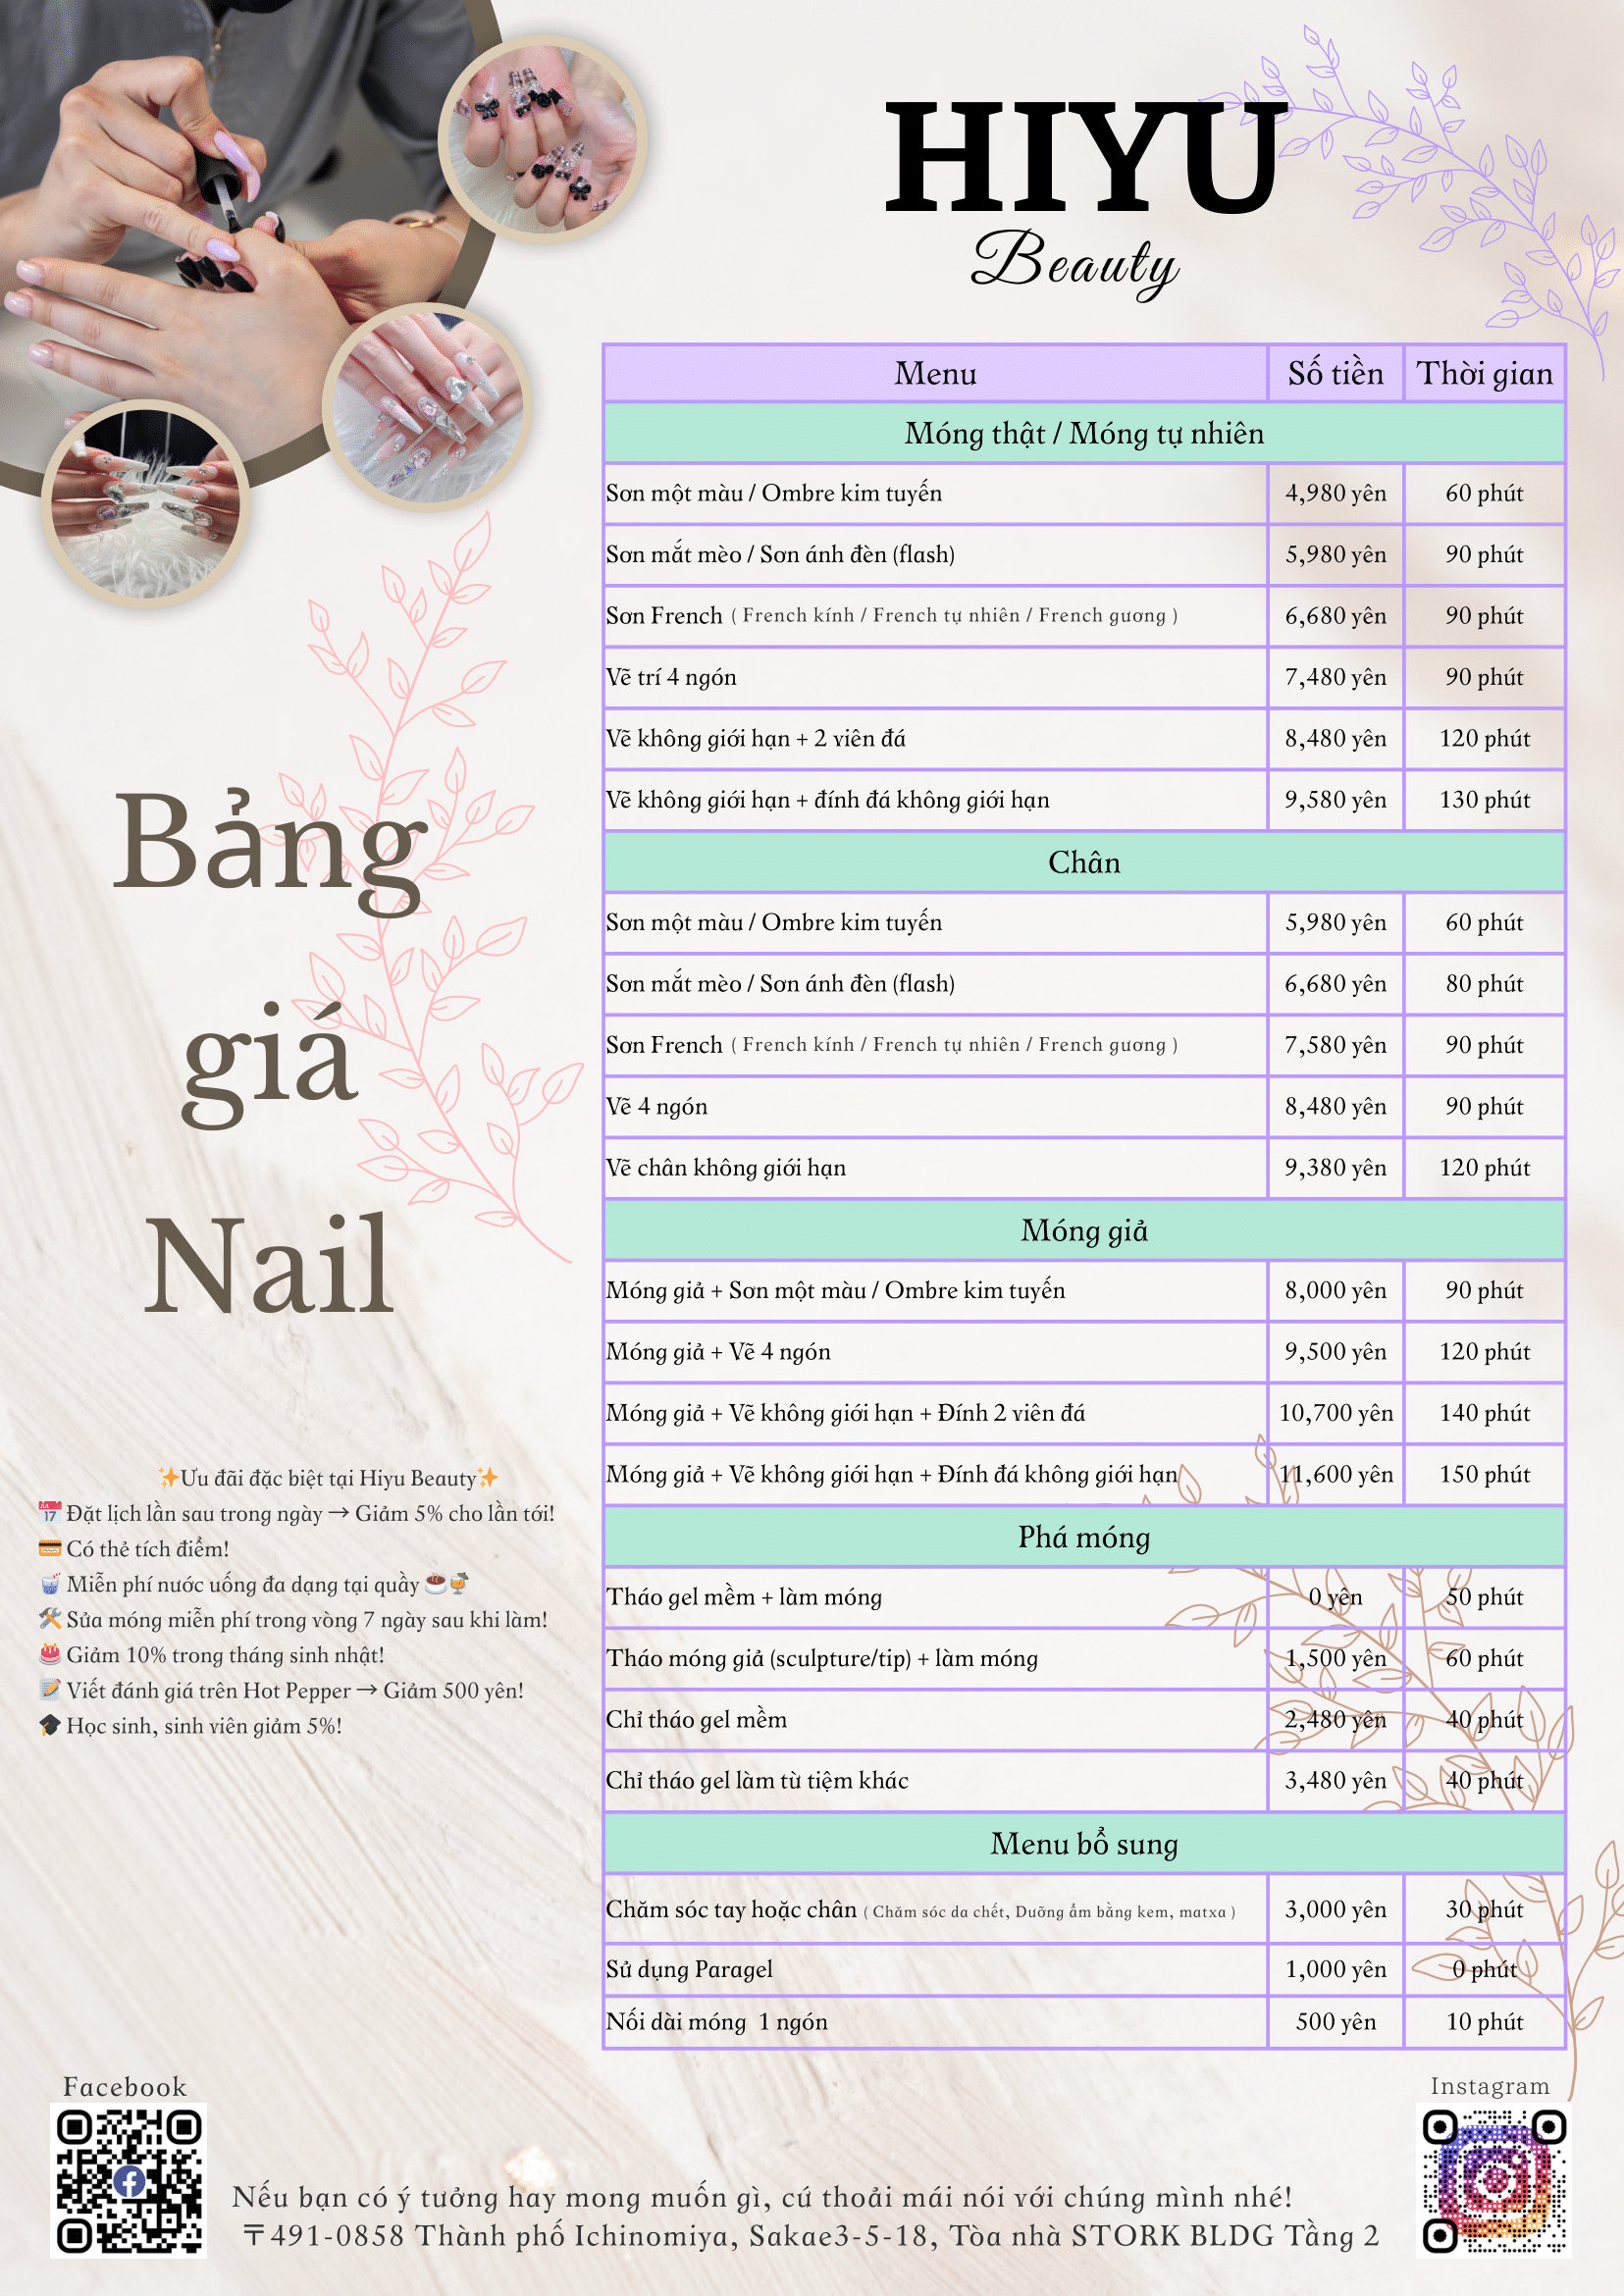 HIYU
Beauty
Menu Số tiền Thời gian
Móng thật / Móng tự nhiên
Sơn một màu / Ombre kim tuyến 4,980 yên 60 phút
Sơn mắt mèo / Sơn ánh đèn (flash) 5,980 yên 90 phút
Sơn French ( French kính / French tự nhiên / French gương ) 6,680 yên 90 phút
Vẽ trí 4 ngón 7,480 yên 90 phút
Vẽ không giới hạn + 2 viên đá 8,480 yên 120 phút
Vẽ không giới hạn + đính đá không giới hạn 9,580 yên 130 phút
Chân
Sơn một màu / Ombre kim tuyến 5,980 yên 60 phút
Sơn mắt mèo / Sơn ánh đèn (flash) 6,680 yên 80 phút
Sơn French ( French kính / French tự nhiên / French gương ) 7,580 yên 90 phút
Vẽ 4 ngón 8,480 yên 90 phút
Vẽ chân không giới hạn 9,380 yên 120 phút
Móng giả
Móng giả + Sơn một màu / Ombre kim tuyến 8,000 yên 90 phút
Móng giả + Vẽ 4 ngón 9,500 yên 120 phút
Móng giả + Vẽ không giới hạn + Đính 2 viên đá 10,700 yên 140 phút
Móng giả + Vẽ không giới hạn + Đính đá không giới hạn 11,600 yên 150 phút
Phá móng
Tháo gel mềm + làm móng 0 yên 50 phút
Tháo móng giả (sculpture/tip) + làm móng 1,500 yên 60 phút
Chỉ tháo gel mềm 2,480 yên 40 phút
Chỉ tháo gel làm từ tiệm khác 3,480 yên 40 phút
Menu bổ sung
Chăm sóc tay hoặc chân ( Chăm sóc da chết, Dưỡng ẩm bằng kem, matxa ) 3,000 yên 30 phút
Sử dụng Paragel 1,000 yên 0 phút
Nối dài móng 1 ngón 500 yên 10 phút
Bảng
giá
Nail
✨Ưu đãi đặc biệt tại Hiyu Beauty✨
📅 Đặt lịch lần sau trong ngày → Giảm 5% cho lần tới!
💳 Có thẻ tích điểm!
🧋 Miễn phí nước uống đa dạng tại quầy ☕🍹
🛠 Sửa móng miễn phí trong vòng 7 ngày sau khi làm!
🎂 Giảm 10% trong tháng sinh nhật!
📝 Viết đánh giá trên Hot Pepper → Giảm 500 yên!
🎓 Học sinh, sinh viên giảm 5%!
Facebook
Instagram
Nếu bạn có ý tưởng hay mong muốn gì, cứ thoải mái nói với chúng mình nhé!
〒491-0858 Thành phố Ichinomiya, Sakae3-5-18, Tòa nhà STORK BLDG Tầng 2